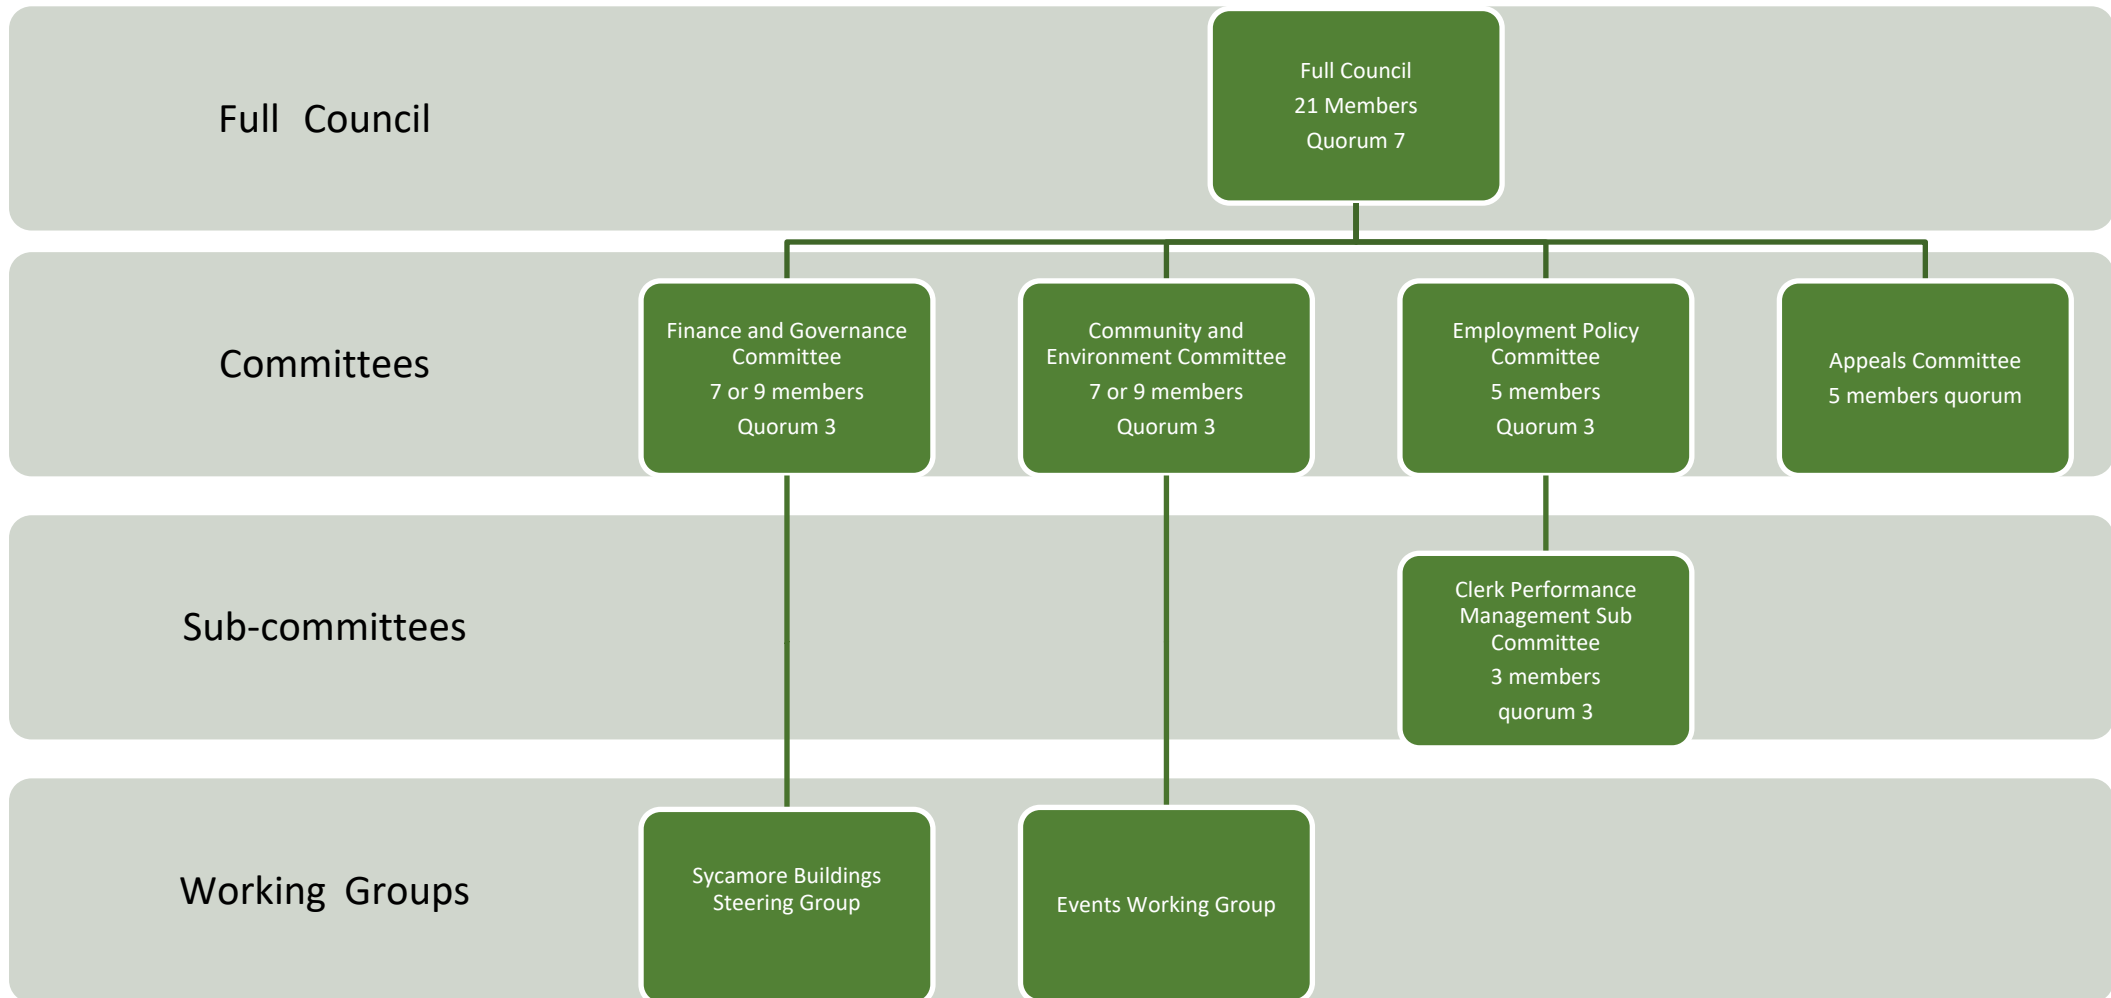 Full Council
Full Council
21 Members
Quorum 7
Committees
Finance and Governance
Committee
7 or 9 members
Quorum 3
Community and
Environment Committee
7 or 9 members
Quorum 3
Employment Policy
Committee
5 members
Quorum 3
Appeals Committee
5 members quorum
Sub-committees
Clerk Performance
Management Sub
Committee
3 members
quorum 3
Working Groups
Sycamore Buildings
Steering Group
Events Working Group